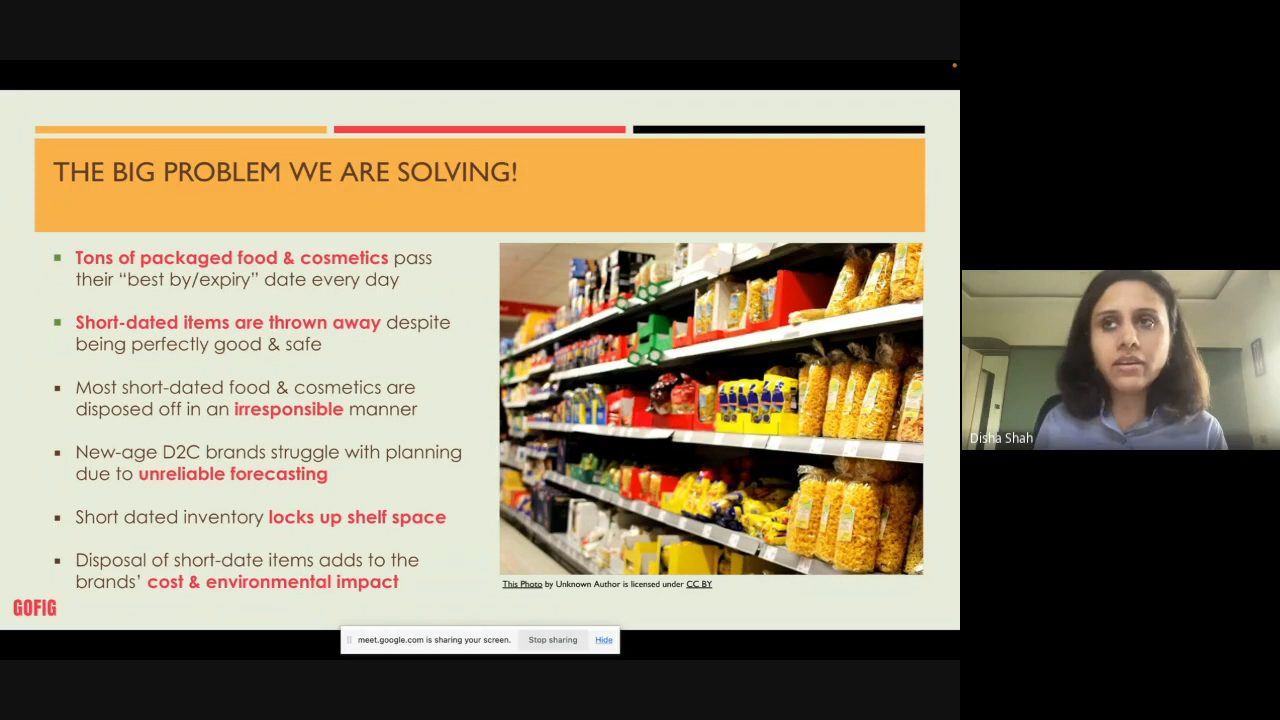 THE BIG PROBLEM WE ARE SOLVING!
Tons of packaged food & cosmetics pass
their “best by/expiry” date every day
Short-dated items are thrown away despite
being perfectly good & safe
Most short-dated food & cosmetics are
disposed off in an irresponsible manner
New-age D2C brands struggle with planning
due to unreliable forecasting
Short dated inventory locks up shelf space
Disposal of short-date items adds to the
brands’ cost & environmental impact
This Photo by Unknown Author is licensed under CC BY
GOFIG
meet.google.com is sharing your screen. Stop sharing Hide
Disha Shah